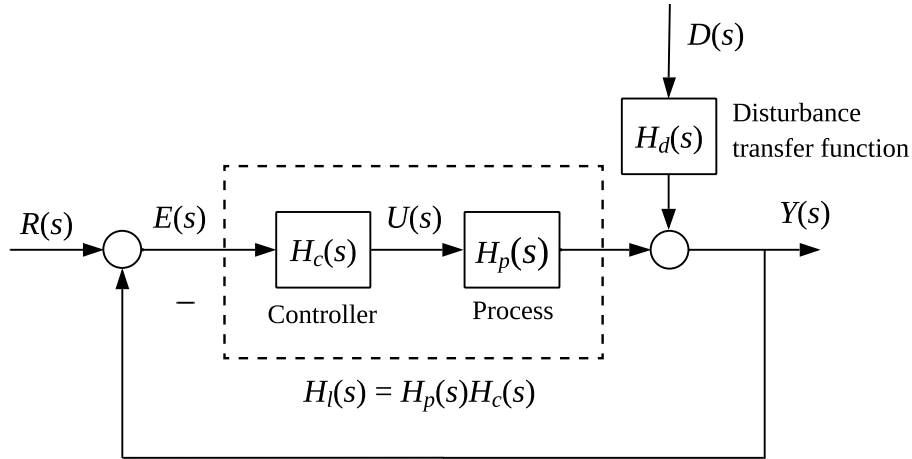 D(s)
H_d(s)
Disturbance
transfer function
R(s)
E(s)
H_c(s)
U(s)
H_p(s)
Y(s)
–
Controller
Process
H_l(s) = H_p(s)H_c(s)